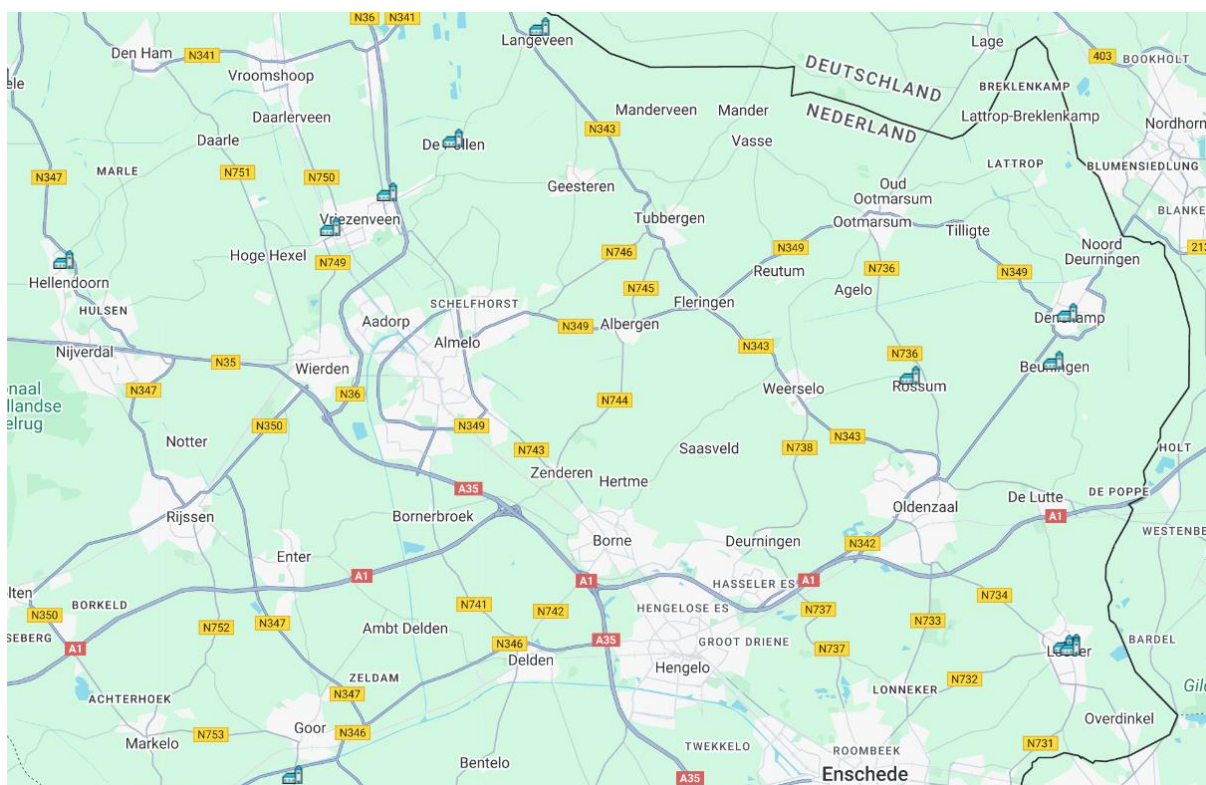 N36
N341
Langeveen
Lage
403
BOOKHOLT
Den Ham
N341
Vroomshoop
DEUTSCHLAND
NEDERLAND
BREKLENKAMP
Lattrop-Breklenkamp
Nordhorn
Manderveen
Mander
Daarlerveen
Daarle
N343
Vasse
LATTROP
BLUMENSIEDLUNG
MARLE
N347
N751
N750
Geesteren
Oud
Ootmarsum
Ootmarsum
BLANKE
Vriezenveen
Tubbergen
Tilligte
Noord
Deurningen
213
Hoge Hexel
N749
N746
N349
Reutum
N736
N349
Hellendoorn
HULSEN
SCHELFHORST
N745
Agelo
Fleringen
Aadorp
Almelo
N349
Albergen
Denekamp
Nijverdal
N35
Wierden
N343
N736
Beuningen
Weerselo
Rossum
N347
N36
N744
N350
N349
Notter
N743
Saasveld
N738
N343
HOLT
Zenderen
Hertme
A35
De Lutte
DE POPPE
Oldenzaal
Rijssen
Bornerbroek
A1
WESTENBE
Borne
Deurningen
N342
Enter
A1
A1
HASSELER ES
A1
BORKELD
N350
N741
N742
HENGELOSE ES
N737
N734
N752
N347
Ambt Delden
N733
A1
N346
A35
GROOT DRIENE
N737
BARDEL
Delden
Hengelo
ZELDAM
N347
LONNEKER
N732
ACHTERHOEK
Goor
Overdinkel
Markelo
N753
N346
TWEKKELO
ROOMBEEK
N731
Bentelo
Enschede
A35